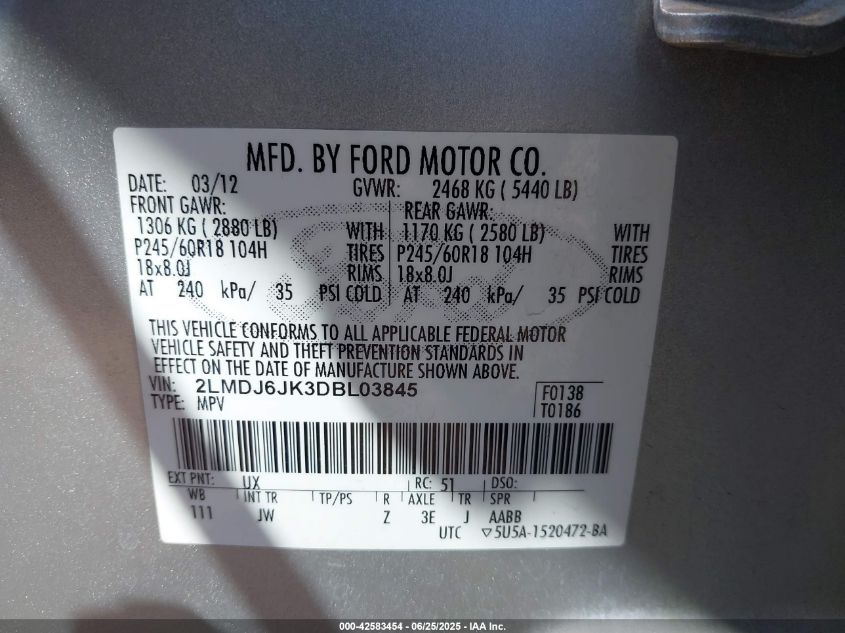 MFD. BY FORD MOTOR CO.
DATE: 03/12 GVWR: 2468 KG ( 5440 LB)
FRONT GAWR: REAR GAWR:
1306 KG ( 2880 LB) WITH 1170 KG ( 2580 LB) WITH
P245/60R18 104H TIRES P245/60R18 104H TIRES
18x8.0J RIMS 18x8.0J RIMS
AT 240 kPa/ 35 PSI COLD AT 240 kPa/ 35 PSI COLD
THIS VEHICLE CONFORMS TO ALL APPLICABLE FEDERAL MOTOR
VEHICLE SAFETY AND THEFT PREVENTION STANDARDS IN
EFFECT ON THE DATE OF MANUFACTURE SHOWN ABOVE.
VIN: 2LMDJ6JK3DBL03845 F0138
TYPE: MPV T0186
EXT PNT: UX RC: 51 DSO:
WB INT TR TP/PS R AXLE TR SPR
111 JW Z 3E J AABB
UTC ▽5U5A-1520472-BA
000-42583454 - 06/25/2025 - IAA Inc.